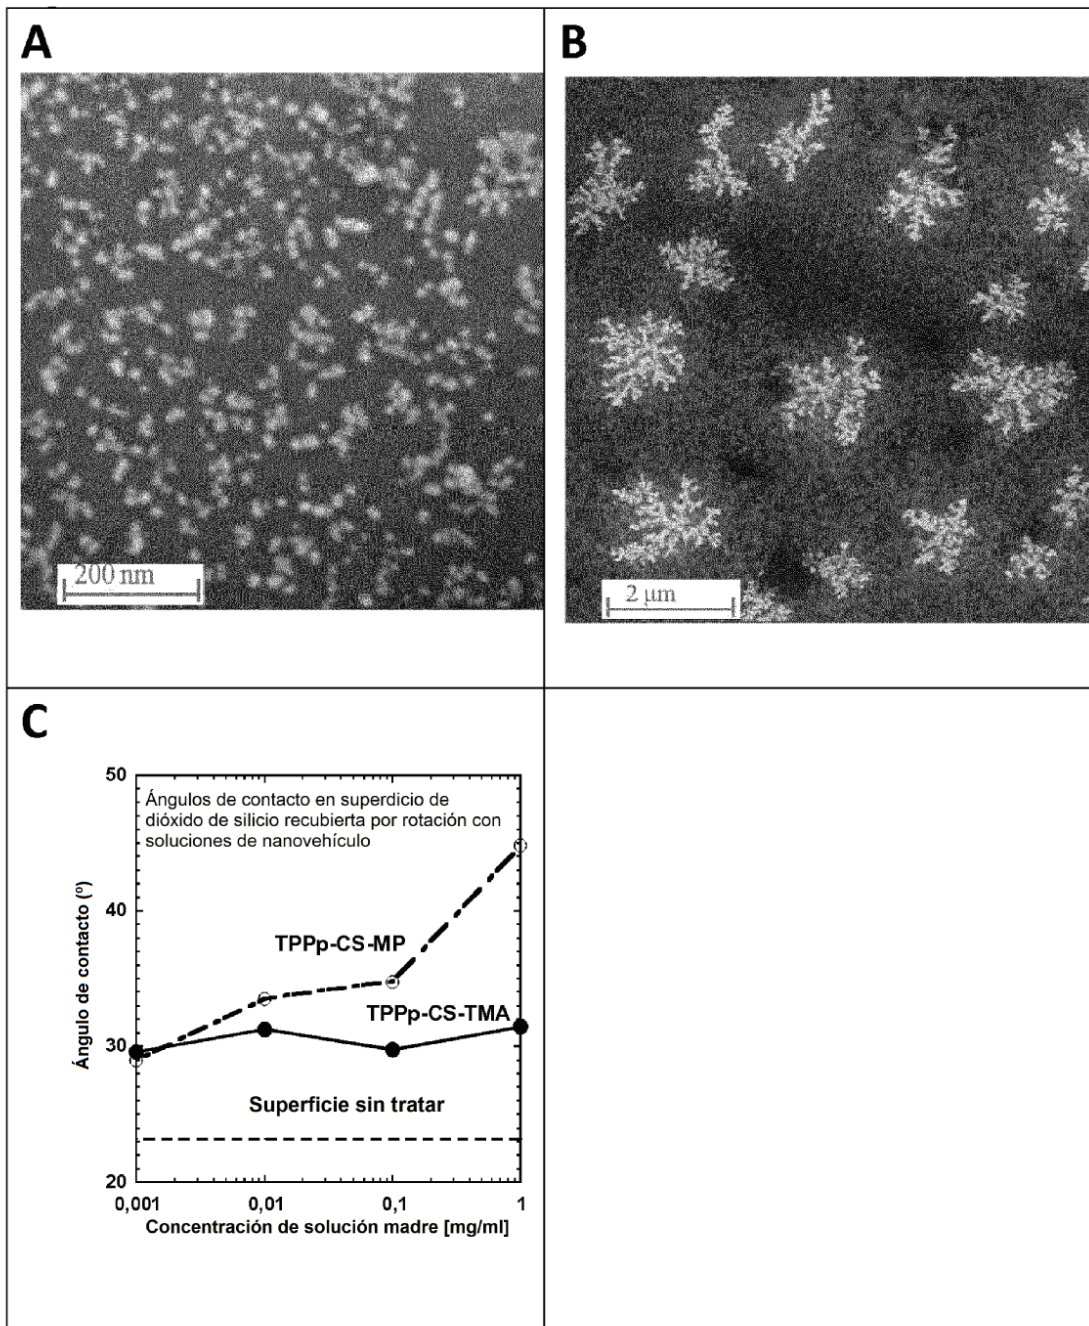 A
B
200 nm
2 µm
C
50
40
30
20
Ángulos de contacto en superdicio de
dióxido de silicio recubierta por rotación con
soluciones de nanovehículo
TPPp-CS-MP
TPPp-CS-TMA
Superficie sin tratar
Ángulo de contacto (º)
0,001 0,01 0,1 1
Concentración de solución madre [mg/ml]